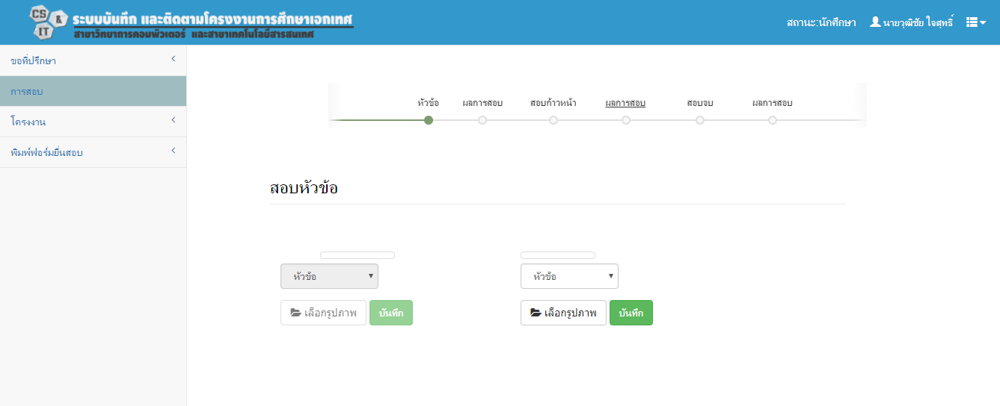 CS & IT
ระบบบันทึก และติดตามโครงงานการศึกษาเอกเทศ
สาขาวิทยาการคอมพิวเตอร์ และสาขาเทคโนโลยีสารสนเทศ
สถานะ:นักศึกษา นายวุฒิชัย ใจสุทธิ์
ขอที่ปรึกษา
การสอบ
โครงงาน
พิมพ์ฟอร์มยื่นสอบ
หัวข้อ ผลการสอบ สอบก้าวหน้า ผลการสอบ สอบจบ ผลการสอบ
สอบหัวข้อ
หัวข้อ หัวข้อ
เลือกรูปภาพ บันทึก เลือกรูปภาพ บันทึก